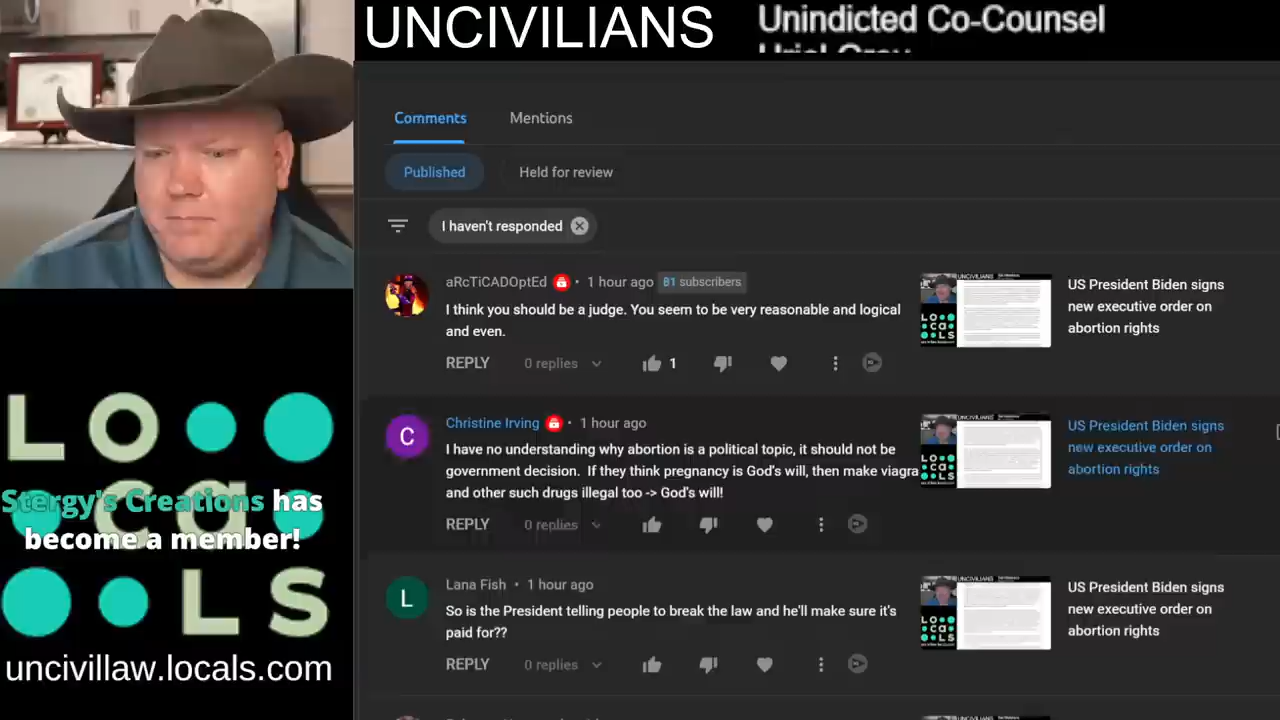 UNCIVILIANS
Unindicted Co-Counsel
Comments
Mentions
Published
Held for review
I haven't responded
aRcTiCADOptEd • 1 hour ago 81 subscribers
I think you should be a judge. You seem to be very reasonable and logical
and even.
REPLY 0 replies 1
US President Biden signs
new executive order on
abortion rights
C
Christine Irving • 1 hour ago
I have no understanding why abortion is a political topic, it should not be
government decision. If they think pregnancy is God's will, then make viagra
and other such drugs illegal too -> God's will!
REPLY 0 replies
US President Biden signs
new executive order on
abortion rights
L
Lana Fish • 1 hour ago
So is the President telling people to break the law and he'll make sure it's
paid for??
REPLY 0 replies
US President Biden signs
new executive order on
abortion rights
LOCALS
Stergy's Creations has
become a member!
uncivillaw.locals.com